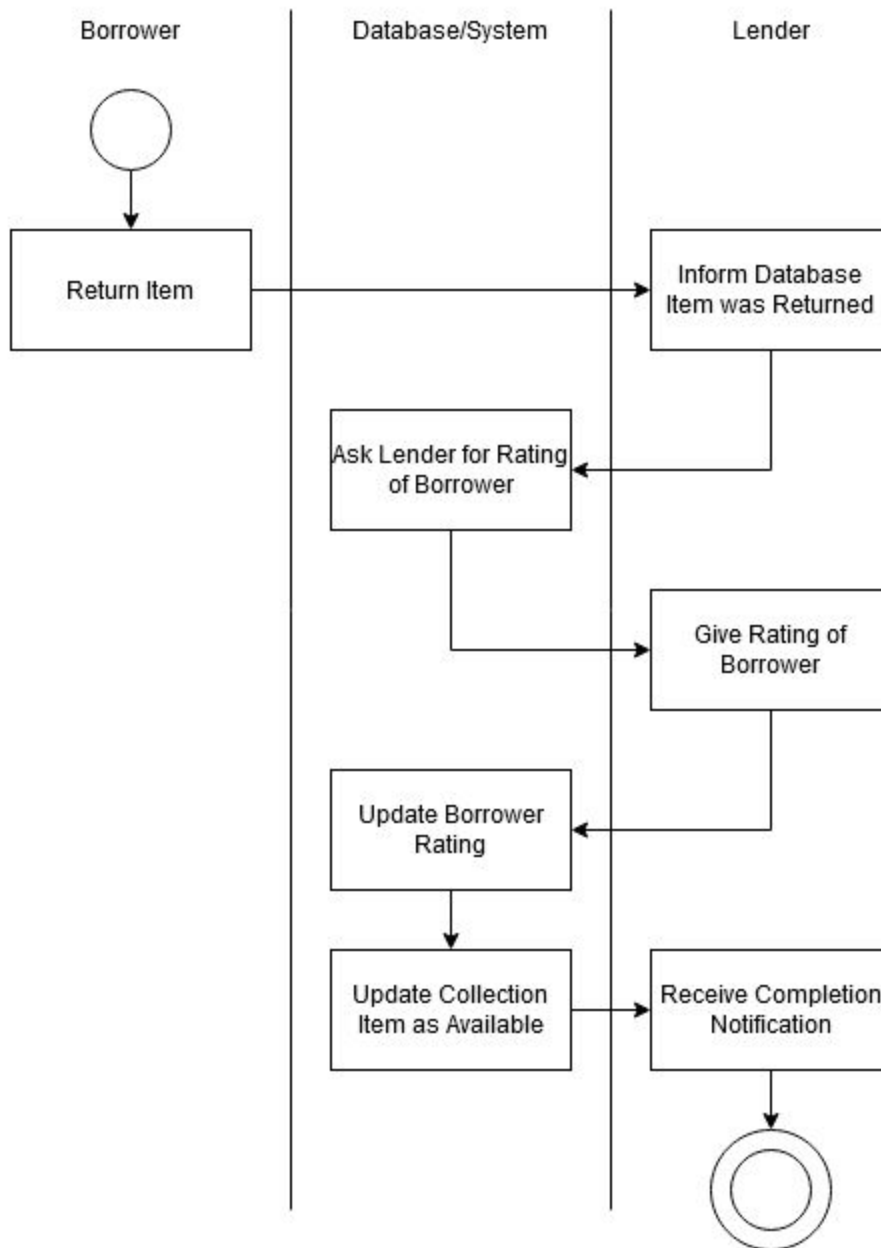 Borrower
Database/System
Lender
Return Item
Inform Database
Item was Returned
Ask Lender for Rating
of Borrower
Give Rating of
Borrower
Update Borrower
Rating
Update Collection
Item as Available
Receive Completion
Notification